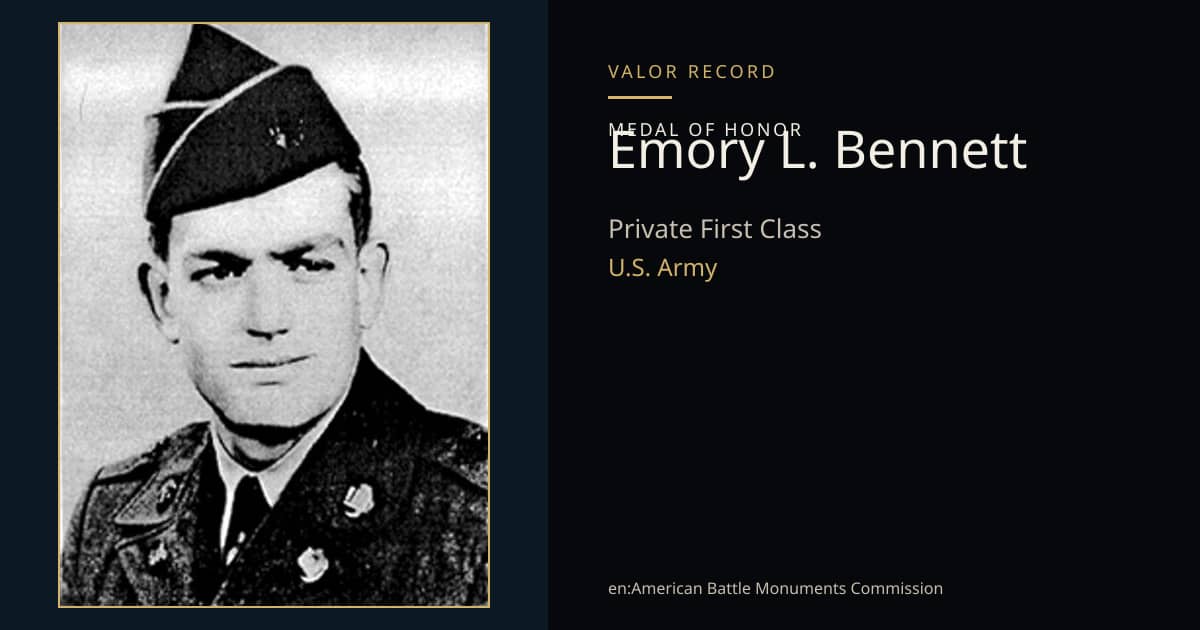 VALOR RECORD
MEDAL OF HONOR
Emory L. Bennett
Private First Class
U.S. Army
en:American Battle Monuments Commission